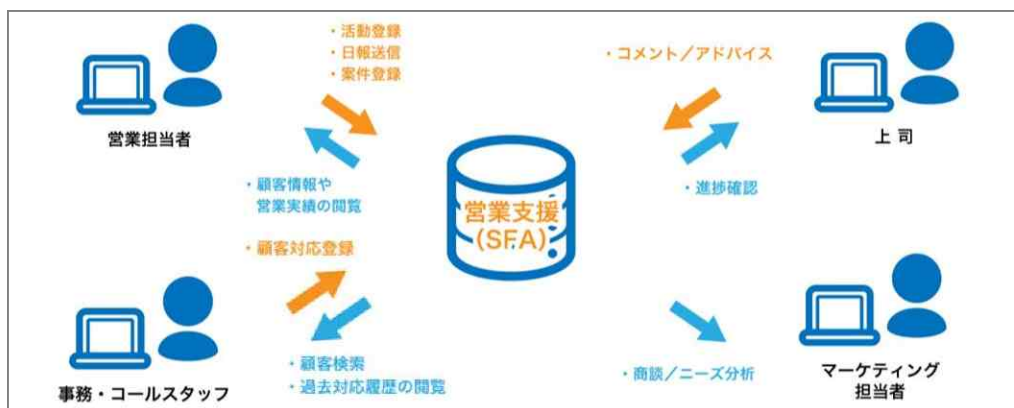 ・活動登録
・日報送信
・案件登録
営業担当者
・顧客情報や
営業実績の閲覧
・コメント／アドバイス
上 司
・進捗確認
営業支援
(SFA)
・顧客対応登録
事務・コールスタッフ
・顧客検索
・過去対応履歴の閲覧
・商談／ニーズ分析
マーケティング
担当者